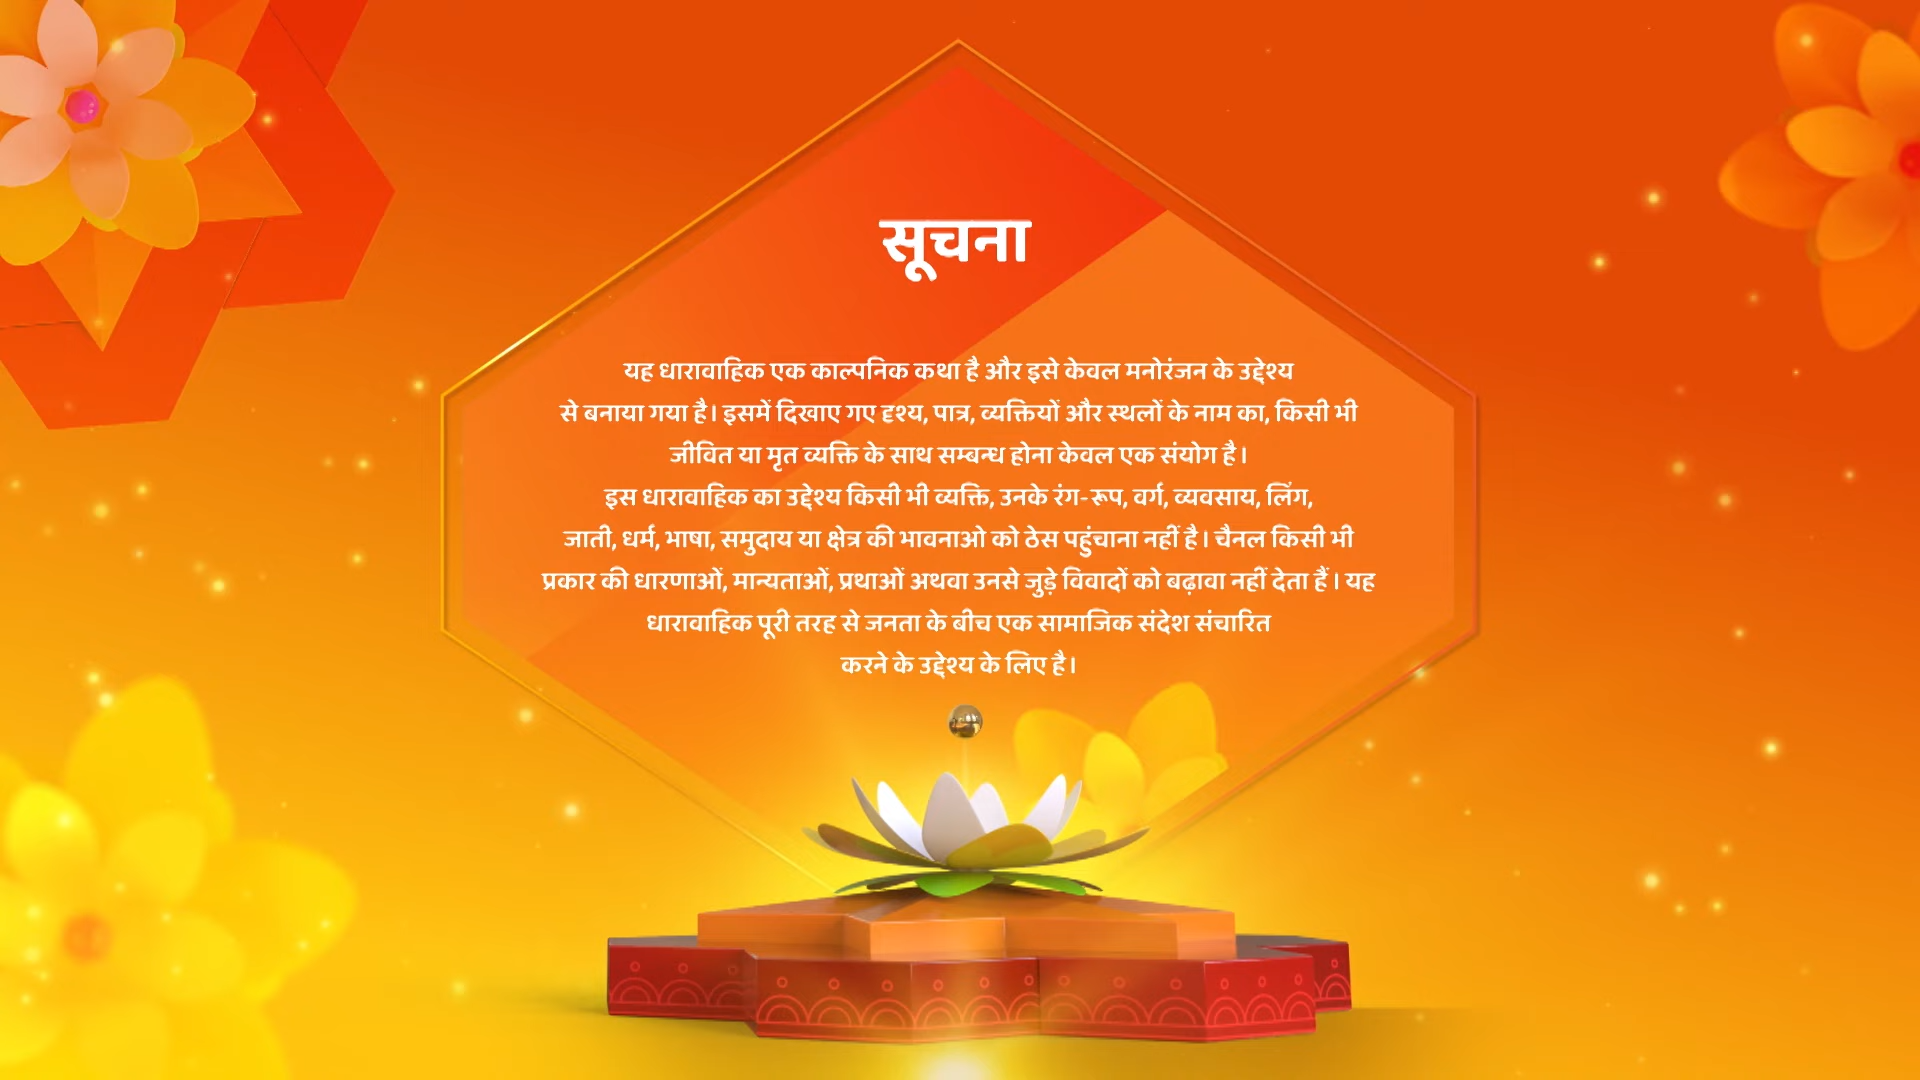 सूचना
यह धारावाहिक एक काल्पनिक कथा है और इसे केवल मनोरंजन के उद्देश्य
से बनाया गया है। इसमें दिखाए गए दृश्य, पात्र, व्यक्तियों और स्थलों के नाम का, किसी भी
जीवित या मृत व्यक्ति के साथ सम्बन्ध होना केवल एक संयोग है।
इस धारावाहिक का उद्देश्य किसी भी व्यक्ति, उनके रंग-रूप, वर्ग, व्यवसाय, लिंग,
जाती, धर्म, भाषा, समुदाय या क्षेत्र की भावनाओ को ठेस पहुंचाना नहीं है। चैनल किसी भी
प्रकार की धारणाओं, मान्यताओं, प्रथाओं अथवा उनसे जुड़े विवादों को बढ़ावा नहीं देता हैं। यह
धारावाहिक पूरी तरह से जनता के बीच एक सामाजिक संदेश संचारित
करने के उद्देश्य के लिए है।